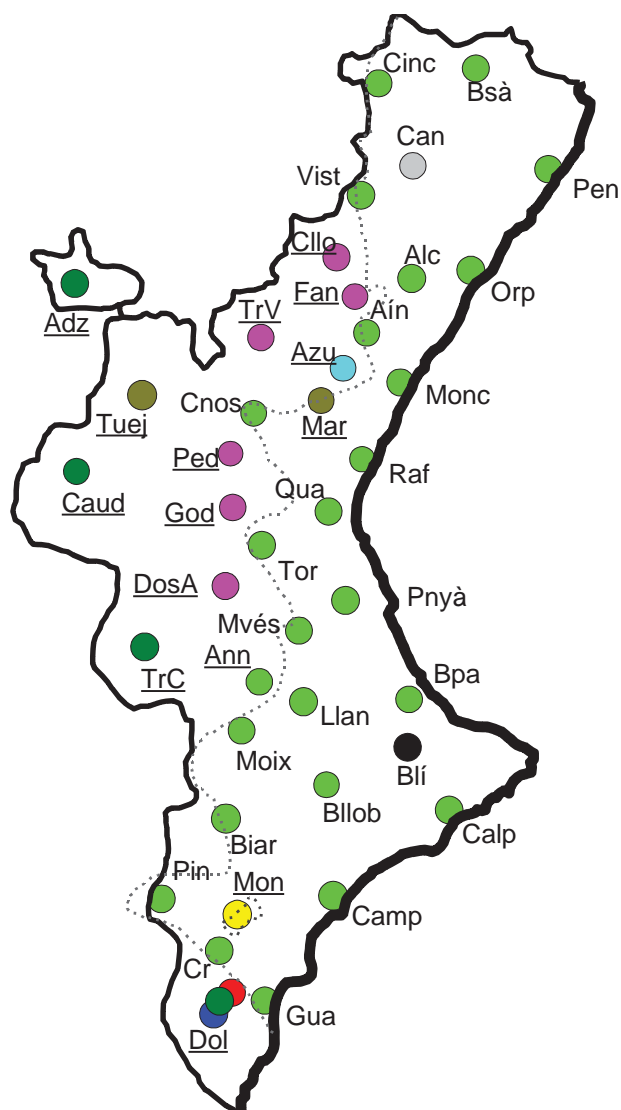 Cinc
Bsà
Can
Pen
Vist
Cllo
Alc
Orp
Fan
Aín
TrV
Adz
Azu
Monc
Tuej
Cnos
Mar
Ped
Raf
Caud
Qua
God
Tor
DosA
Pnyà
Mvés
Ann
TrC
Bpa
Llan
Moix
Blí
Bllob
Calp
Biar
Pin
Mon
Camp
Cr
Gua
Dol